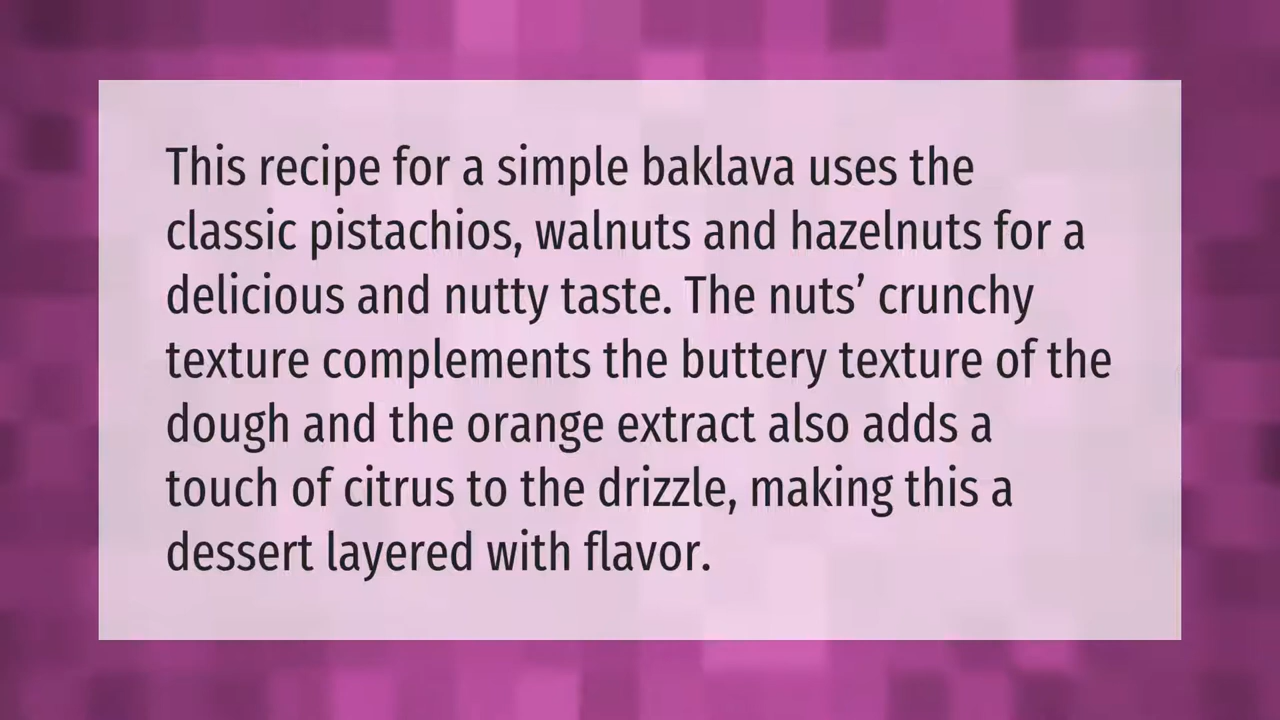 This recipe for a simple baklava uses the
classic pistachios, walnuts and hazelnuts for a
delicious and nutty taste. The nuts’ crunchy
texture complements the buttery texture of the
dough and the orange extract also adds a
touch of citrus to the drizzle, making this a
dessert layered with flavor.